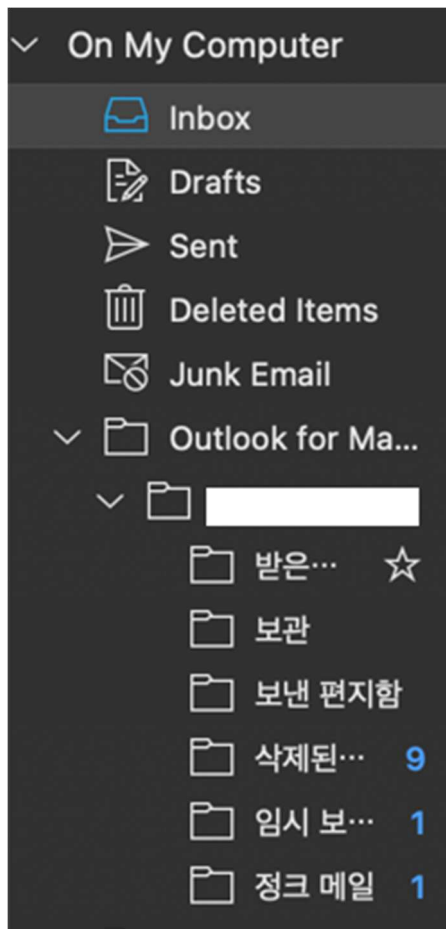 On My Computer
Inbox
Drafts
Sent
Deleted Items
Junk Email
Outlook for Ma...
받은...
보관
보낸 편지함
삭제된... 9
임시 보... 1
정크 메일 1